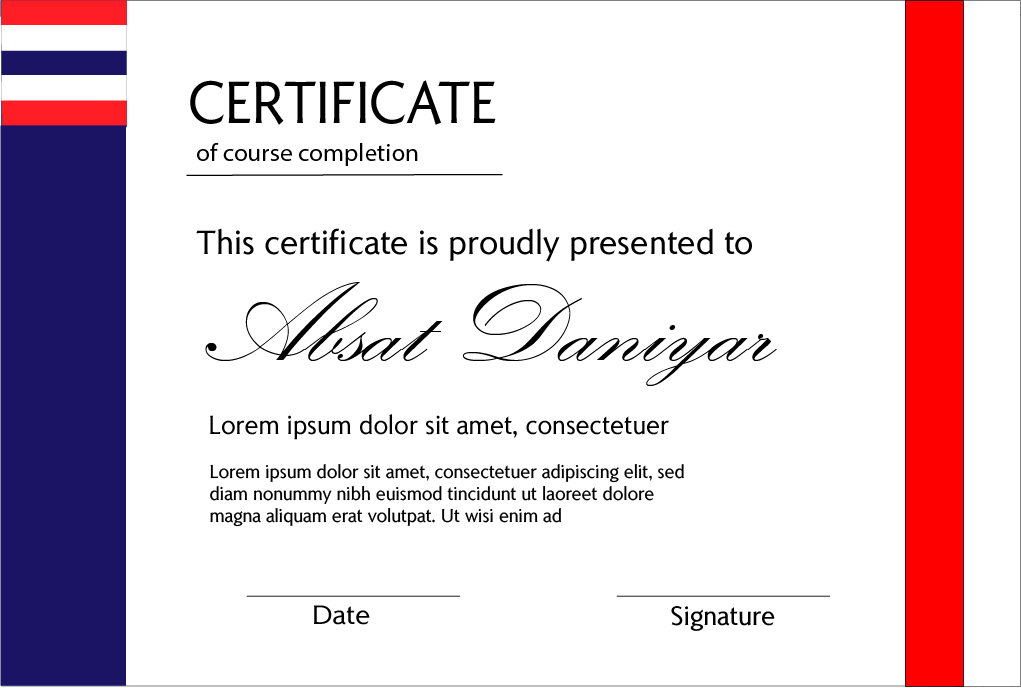 CERTIFICATE
of course completion
This certificate is proudly presented to
Absat Daniyar
Lorem ipsum dolor sit amet, consectetuer
Lorem ipsum dolor sit amet, consectetuer adipiscing elit, sed
diam nonummy nibh euismod tincidunt ut laoreet dolore
magna aliquam erat volutpat. Ut wisi enim ad
Date
Signature